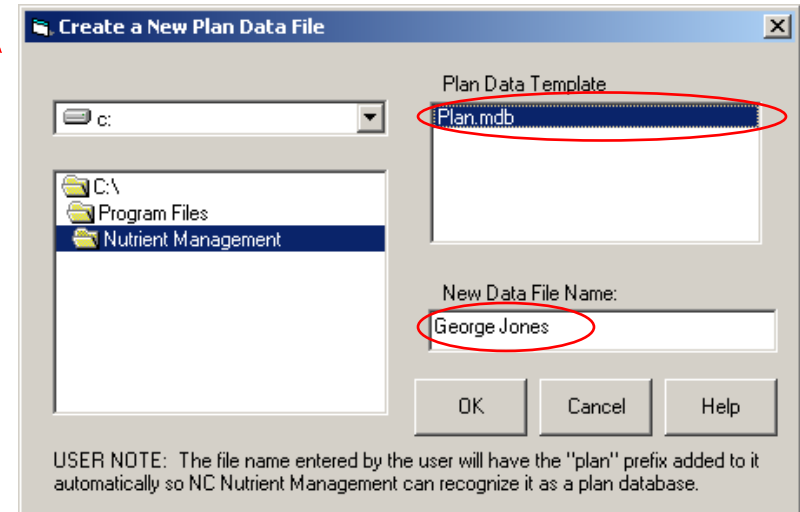 Create a New Plan Data File
Plan Data Template
c:
Plan.mdb
C:\
Program Files
Nutrient Management
New Data File Name:
George Jones
OK
Cancel
Help
USER NOTE: The file name entered by the user will have the "plan" prefix added to it
automatically so NC Nutrient Management can recognize it as a plan database.